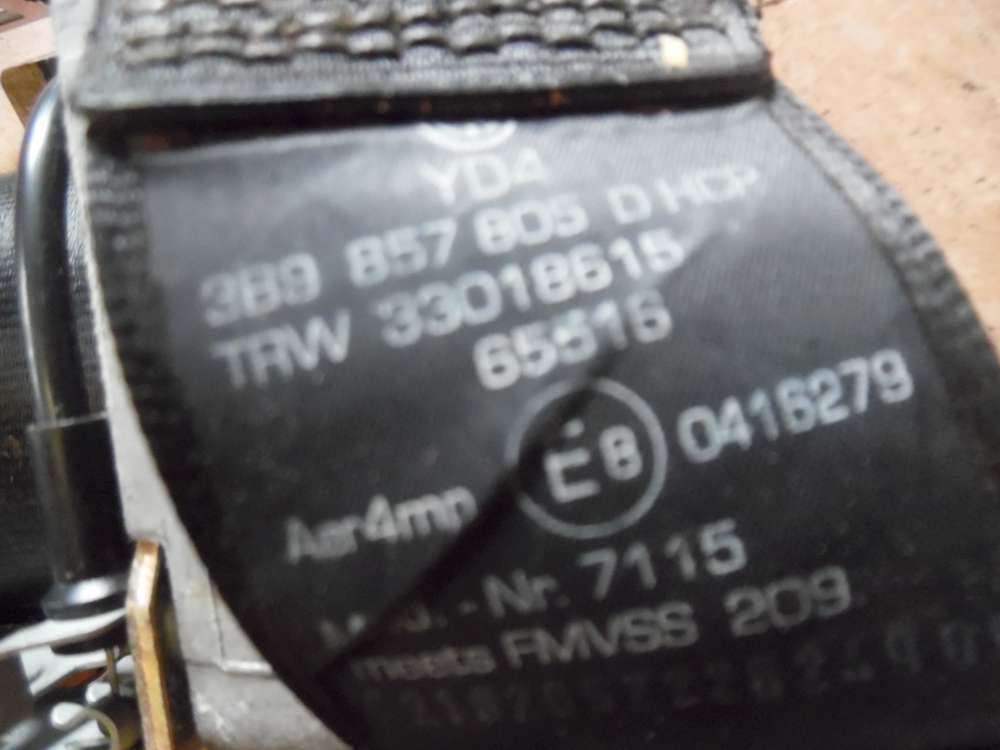 YD4
3B9 857 805 D HCP
TRW 33018615
65516
E8 0416279
Aer4mp
.-Nr. 7115
meets FMVSS 209